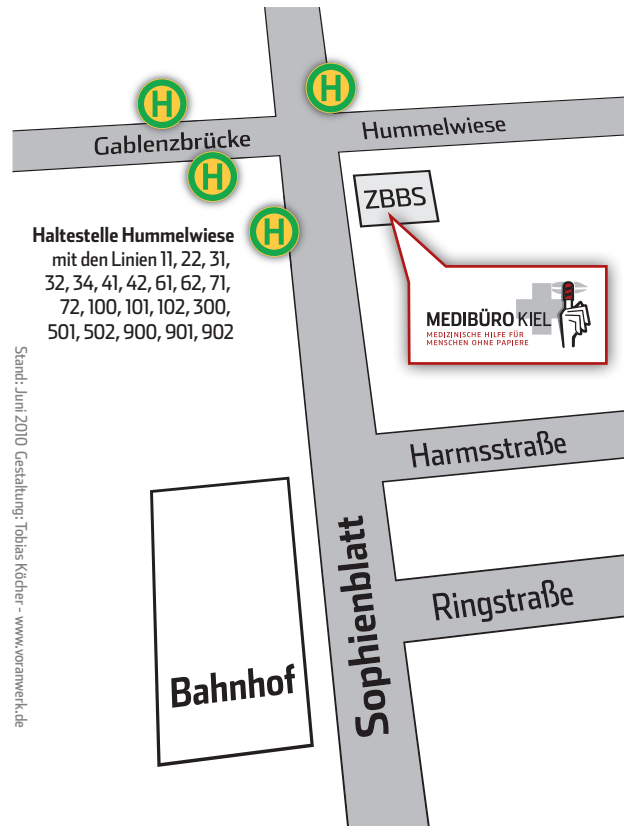 H
H
Gablenzbrücke
Hummelwiese
H
ZBBS
H
Haltestelle Hummelwiese
mit den Linien 11, 22, 31,
32, 34, 41, 42, 61, 62, 71,
72, 100, 101, 102, 300,
501, 502, 900, 901, 902
MEDIBÜRO KIEL
MEDIZINISCHE HILFE FÜR
MENSCHEN OHNE PAPIERE
Harmsstraße
Ringstraße
Sophienblatt
Bahnhof
Stand: Juni 2010 Gestaltung: Tobias Köcher - www.voranwerk.de